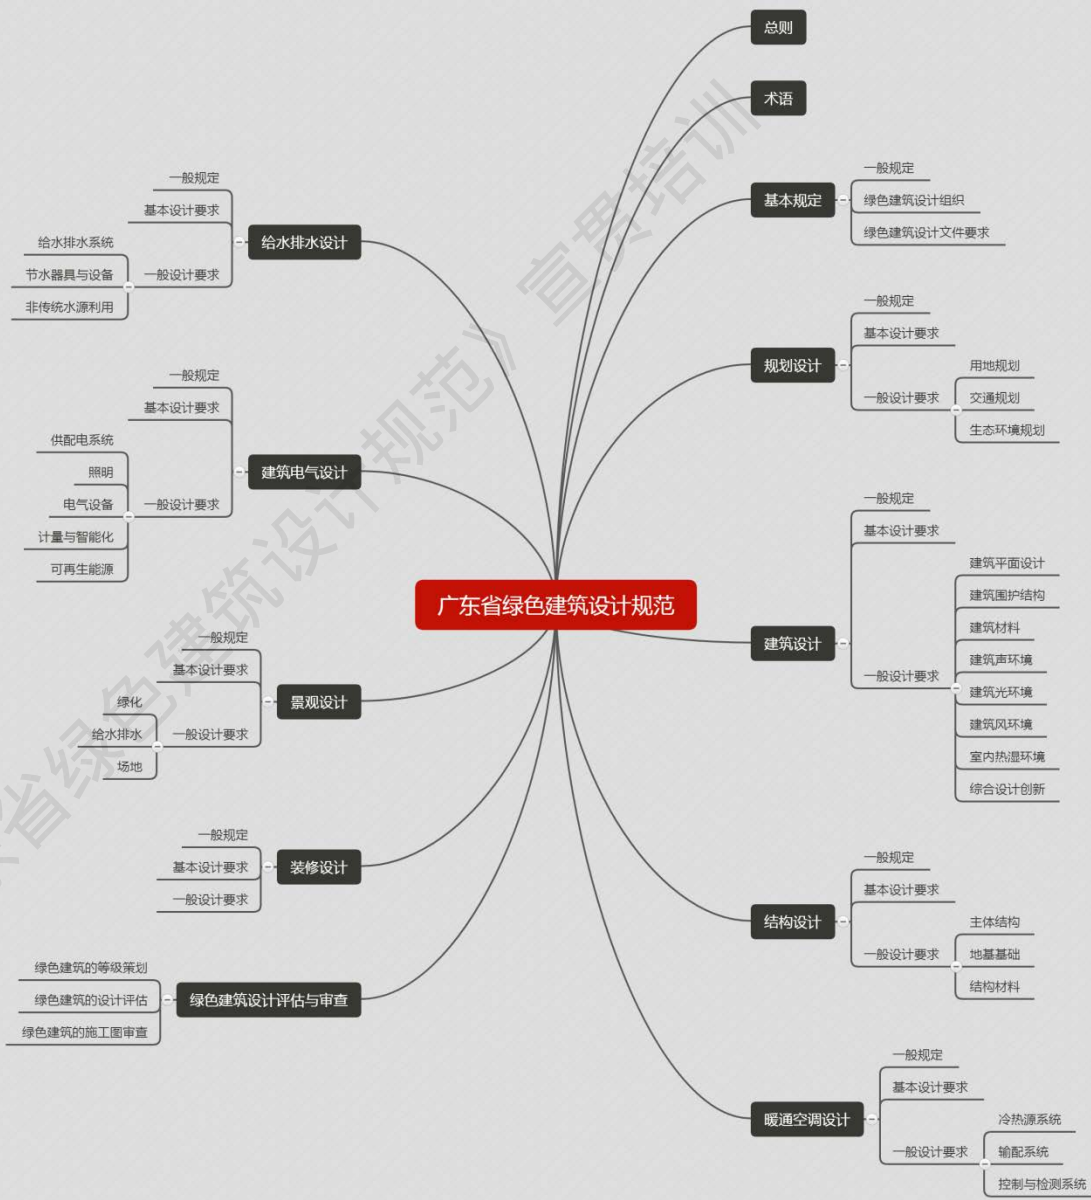 广东省绿色建筑设计规范
总则
术语
基本规定
一般规定
绿色建筑设计组织
绿色建筑设计文件要求
规划设计
一般规定
基本设计要求
一般设计要求
用地规划
交通规划
生态环境规划
建筑设计
一般规定
基本设计要求
一般设计要求
建筑平面设计
建筑围护结构
建筑材料
建筑声环境
建筑光环境
建筑风环境
室内热湿环境
综合设计创新
结构设计
一般规定
基本设计要求
一般设计要求
主体结构
地基基础
结构材料
暖通空调设计
一般规定
基本设计要求
一般设计要求
冷热源系统
输配系统
控制与检测系统
给水排水设计
一般规定
基本设计要求
一般设计要求
给水排水系统
节水器具与设备
非传统水源利用
建筑电气设计
一般规定
基本设计要求
一般设计要求
供配电系统
照明
电气设备
计量与智能化
可再生能源
景观设计
一般规定
基本设计要求
一般设计要求
绿化
给水排水
场地
装修设计
一般规定
基本设计要求
一般设计要求
绿色建筑设计评估与审查
绿色建筑的等级策划
绿色建筑的设计评估
绿色建筑的施工图审查
省绿色建筑设计规范》宣贯培训